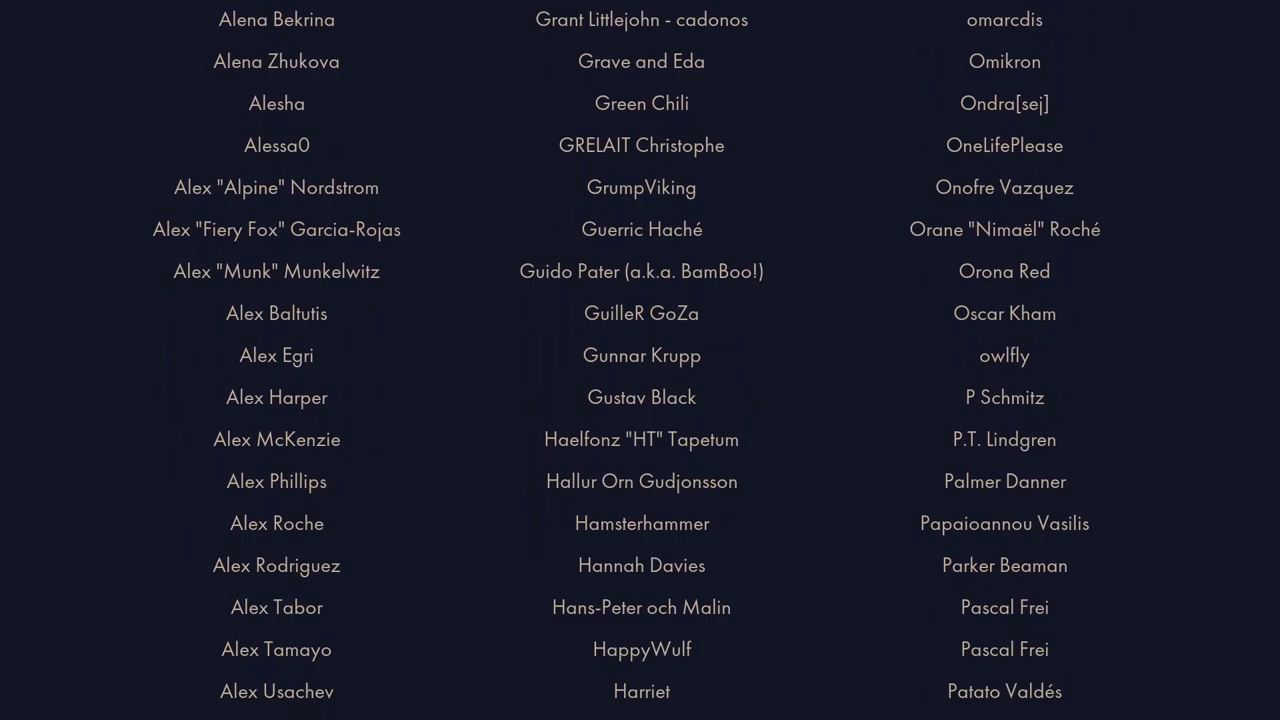 Alena Bekrina
Alena Zhukova
Alesha
Alessa0
Alex "Alpine" Nordstrom
Alex "Fiery Fox" Garcia-Rojas
Alex "Munk" Munkelwitz
Alex Baltutis
Alex Egri
Alex Harper
Alex McKenzie
Alex Phillips
Alex Roche
Alex Rodriguez
Alex Tabor
Alex Tamayo
Alex Usachev
Grant Littlejohn - cadonos
Grave and Eda
Green Chili
GRELAIT Christophe
GrumpViking
Guerric Haché
Guido Pater (a.k.a. BamBoo!)
GuilleR GoZa
Gunnar Krupp
Gustav Black
Haelfonz "HT" Tapetum
Hallur Orn Gudjonsson
Hamsterhammer
Hannah Davies
Hans-Peter och Malin
HappyWulf
Harriet
omarcdis
Omikron
Ondra[sej]
OneLifePlease
Onofre Vazquez
Orane "Nimaël" Roché
Orona Red
Oscar Kham
owlfly
P Schmitz
P.T. Lindgren
Palmer Danner
Papaioannou Vasilis
Parker Beaman
Pascal Frei
Pascal Frei
Patato Valdés